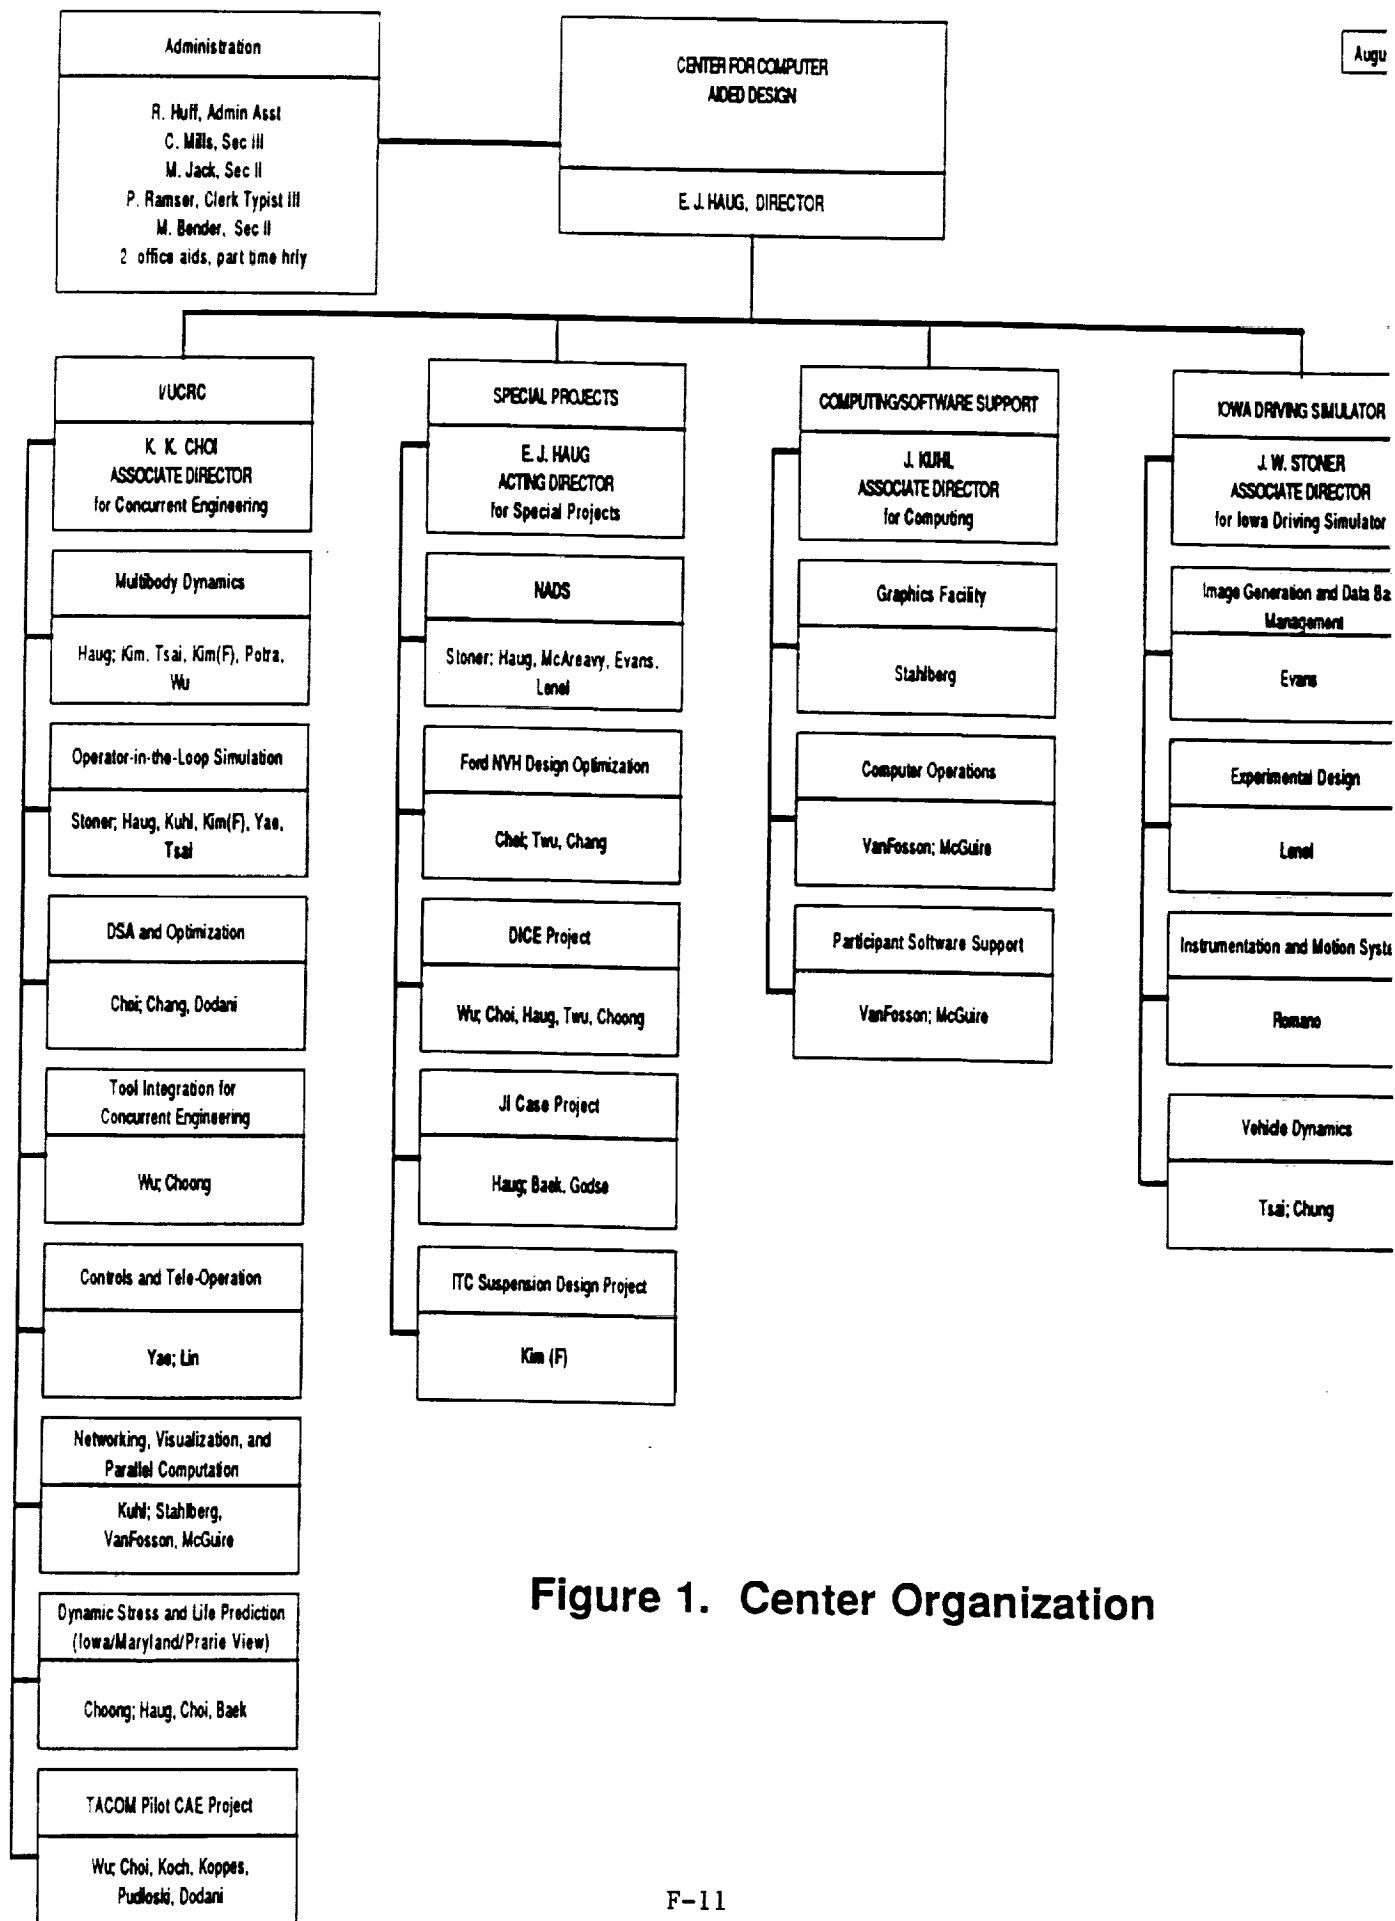 Administration
R. Huff, Admin Asst
C. Mills, Sec III
M. Jack, Sec II
P. Ramser, Clerk Typist III
M. Bender, Sec II
2 office aids, part time hrly
CENTER FOR COMPUTER
AIDED DESIGN
E. J. HAUG, DIRECTOR
Augu
I/UCRC
K. K. CHOI
ASSOCIATE DIRECTOR
for Concurrent Engineering
Multibody Dynamics
Haug; Kim, Tsai, Kim(F), Potra,
Wu
Operator-in-the-Loop Simulation
Stoner; Haug, Kuhl, Kim(F), Yae,
Tsai
DSA and Optimization
Choi; Chang, Dodani
Tool Integration for
Concurrent Engineering
Wu; Choong
Controls and Tele-Operation
Yae; Lin
Networking, Visualization, and
Parallel Computation
Kuhl; Stahlberg,
VanFosson, McGuire
Dynamic Stress and Life Prediction
(Iowa/Maryland/Prarie View)
Choong; Haug, Choi, Baek
TACOM Pilot CAE Project
Wu; Choi, Koch, Koppes,
Pudloski, Dodani
SPECIAL PROJECTS
E. J. HAUG
ACTING DIRECTOR
for Special Projects
NADS
Stoner; Haug, McAreavy, Evans,
Lenel
Ford NVH Design Optimization
Choi; Twu, Chang
DICE Project
Wu; Choi, Haug, Twu, Choong
JI Case Project
Haug; Baek, Godse
ITC Suspension Design Project
Kim (F)
COMPUTING/SOFTWARE SUPPORT
J. KUHL
ASSOCIATE DIRECTOR
for Computing
Graphics Facility
Stahlberg
Computer Operations
VanFosson; McGuire
Participant Software Support
VanFosson; McGuire
IOWA DRIVING SIMULATOR
J. W. STONER
ASSOCIATE DIRECTOR
for Iowa Driving Simulator
Image Generation and Data Ba
Management
Evans
Experimental Design
Lenel
Instrumentation and Motion Syste
Romano
Vehicle Dynamics
Tsai; Chung
Figure 1. Center Organization
F-11